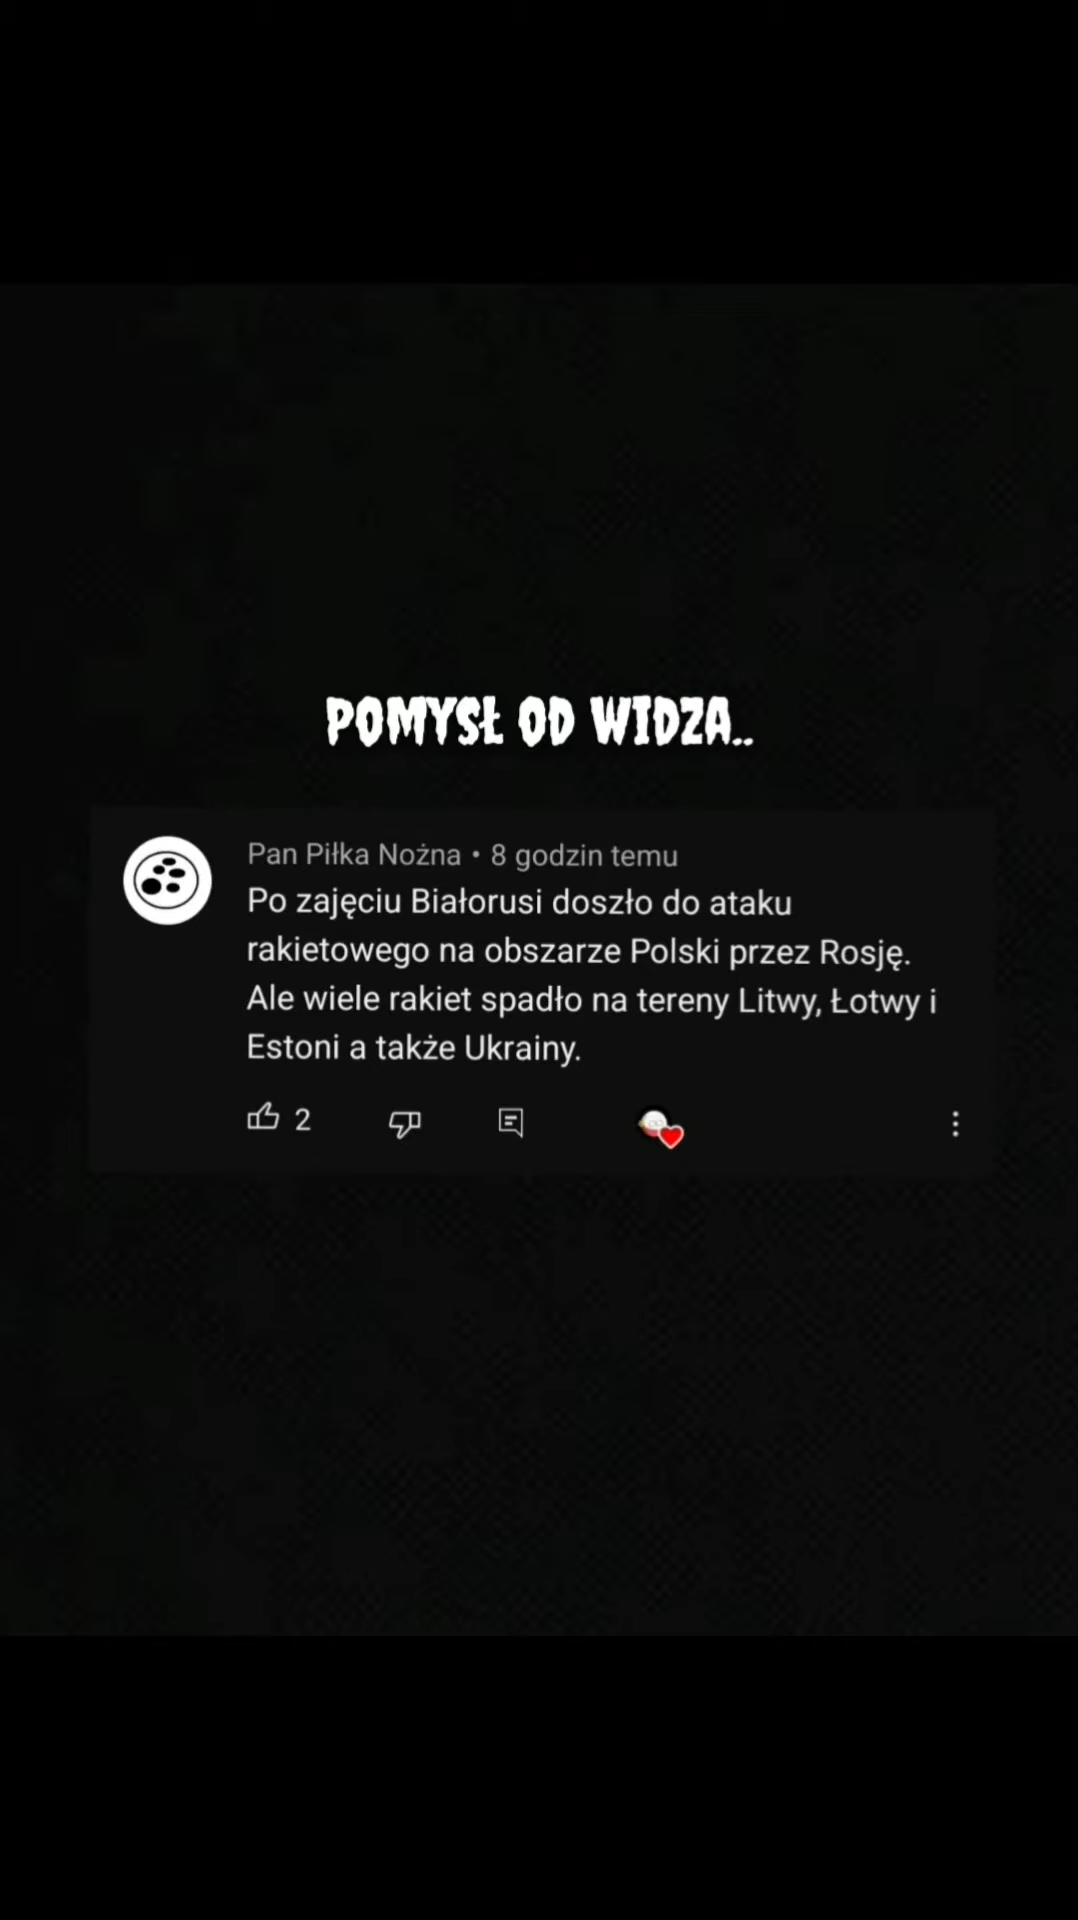 POMYSŁ OD WIDZA..
Pan Piłka Nożna • 8 godzin temu
Po zajęciu Białorusi doszło do ataku
rakietowego na obszarze Polski przez Rosję.
Ale wiele rakiet spadło na tereny Litwy, Łotwy i
Estoni a także Ukrainy.
2